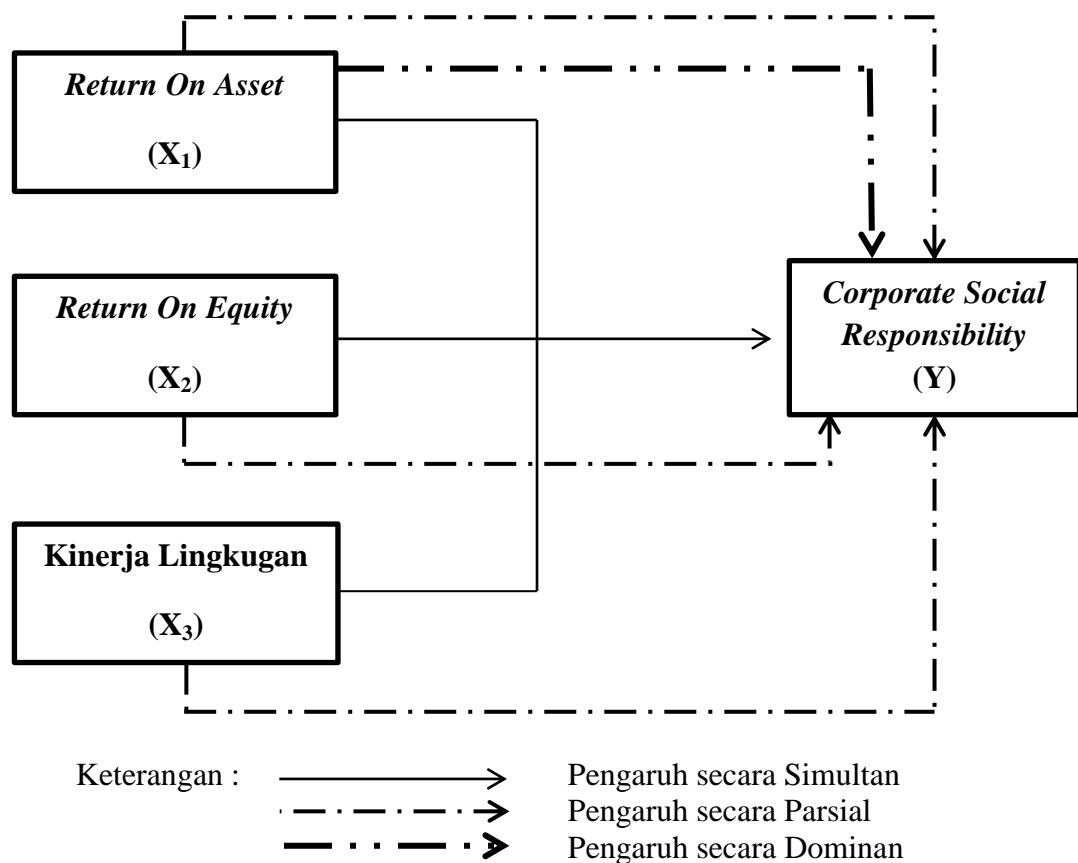 Return On Asset
(X₁)
Return On Equity
(X₂)
Kinerja Lingkugan
(X₃)
Corporate Social
Responsibility
(Y)
Keterangan :
Pengaruh secara Simultan
Pengaruh secara Parsial
Pengaruh secara Dominan